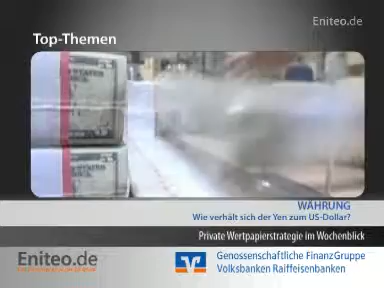 Eniteo.de
Top-Themen
WÄHRUNG
Wie verhält sich der Yen zum US-Dollar?
Private Wertpapierstrategie im Wochenblick
Eniteo.de
Genossenschaftliche FinanzGruppe
Volksbanken Raiffeisenbanken